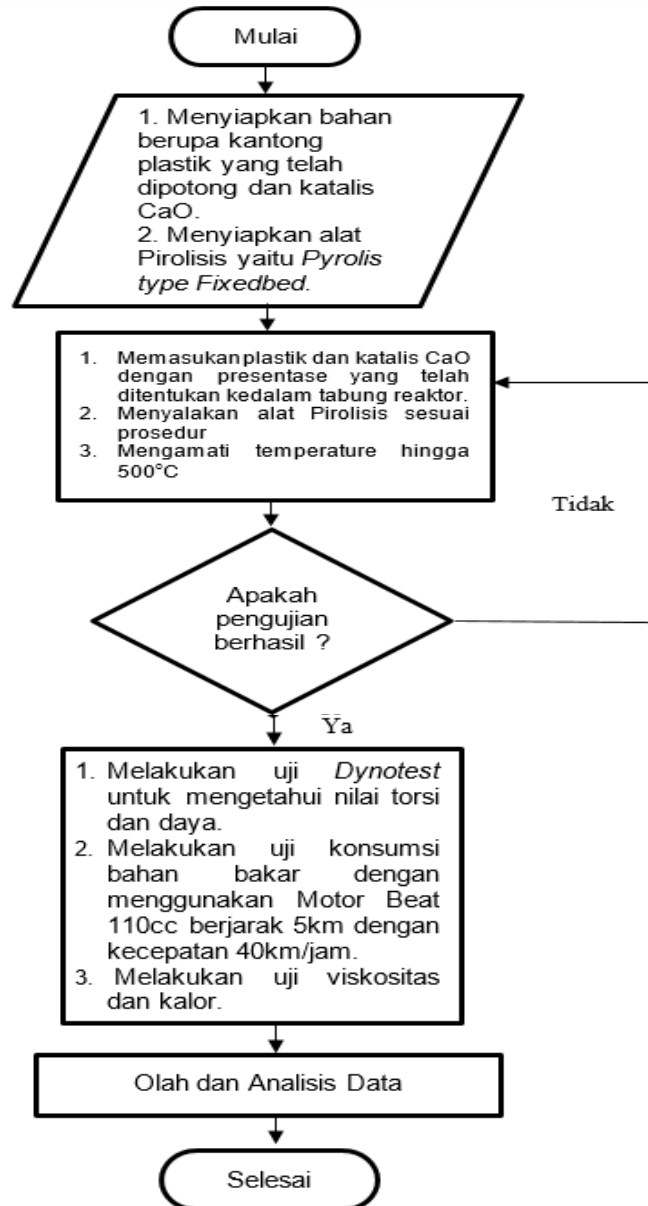 Mulai
1. Menyiapkan bahan
berupa kantong
plastik yang telah
dipotong dan katalis
CaO.
2. Menyiapkan alat
Pirolisis yaitu Pyrolis
type Fixedbed.
1. Memasukan plastik dan katalis CaO
dengan presentase yang telah
ditentukan kedalam tabung reaktor.
2. Menyalakan alat Pirolisis sesuai
prosedur
3. Mengamati temperature hingga
500°C
Tidak
Apakah
pengujian
berhasil ?
Ya
1. Melakukan uji Dynotest
untuk mengetahui nilai torsi
dan daya.
2. Melakukan uji konsumsi
bahan bakar dengan
menggunakan Motor Beat
110cc berjarak 5km dengan
kecepatan 40km/jam.
3. Melakukan uji viskositas
dan kalor.
Olah dan Analisis Data
Selesai